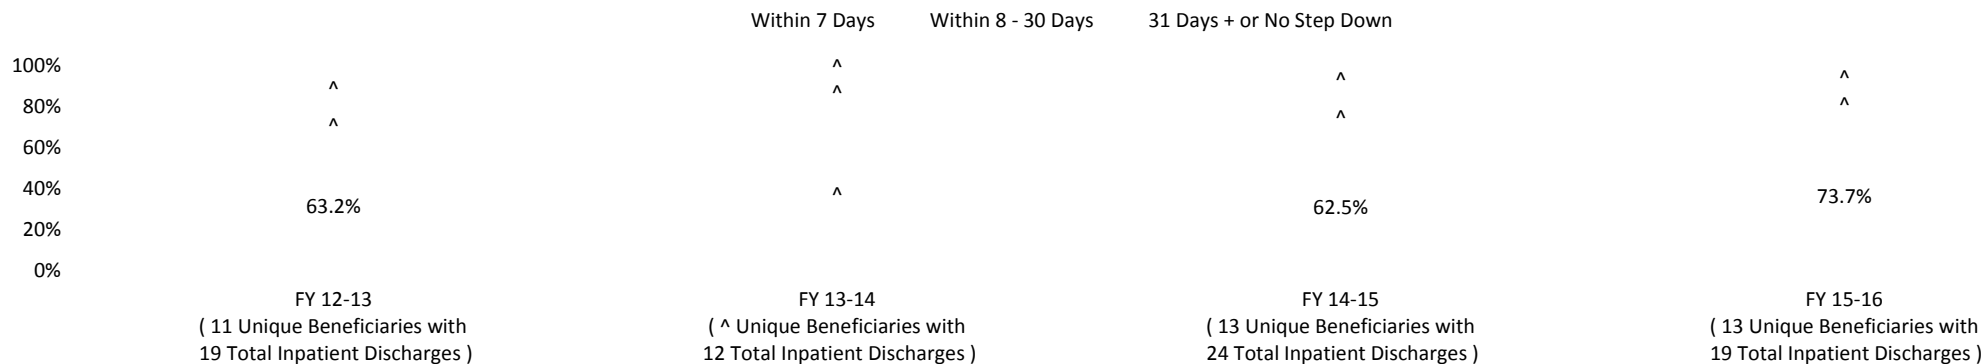 Within 7 Days Within 8 - 30 Days 31 Days + or No Step Down
100%
80%
60%
40%
20%
0%
^
^
63.2%
^
^
^
^
^
62.5%
^
^
73.7%
FY 12-13
( 11 Unique Beneficiaries with
19 Total Inpatient Discharges )
FY 13-14
( ^ Unique Beneficiaries with
12 Total Inpatient Discharges )
FY 14-15
( 13 Unique Beneficiaries with
24 Total Inpatient Discharges )
FY 15-16
( 13 Unique Beneficiaries with
19 Total Inpatient Discharges )